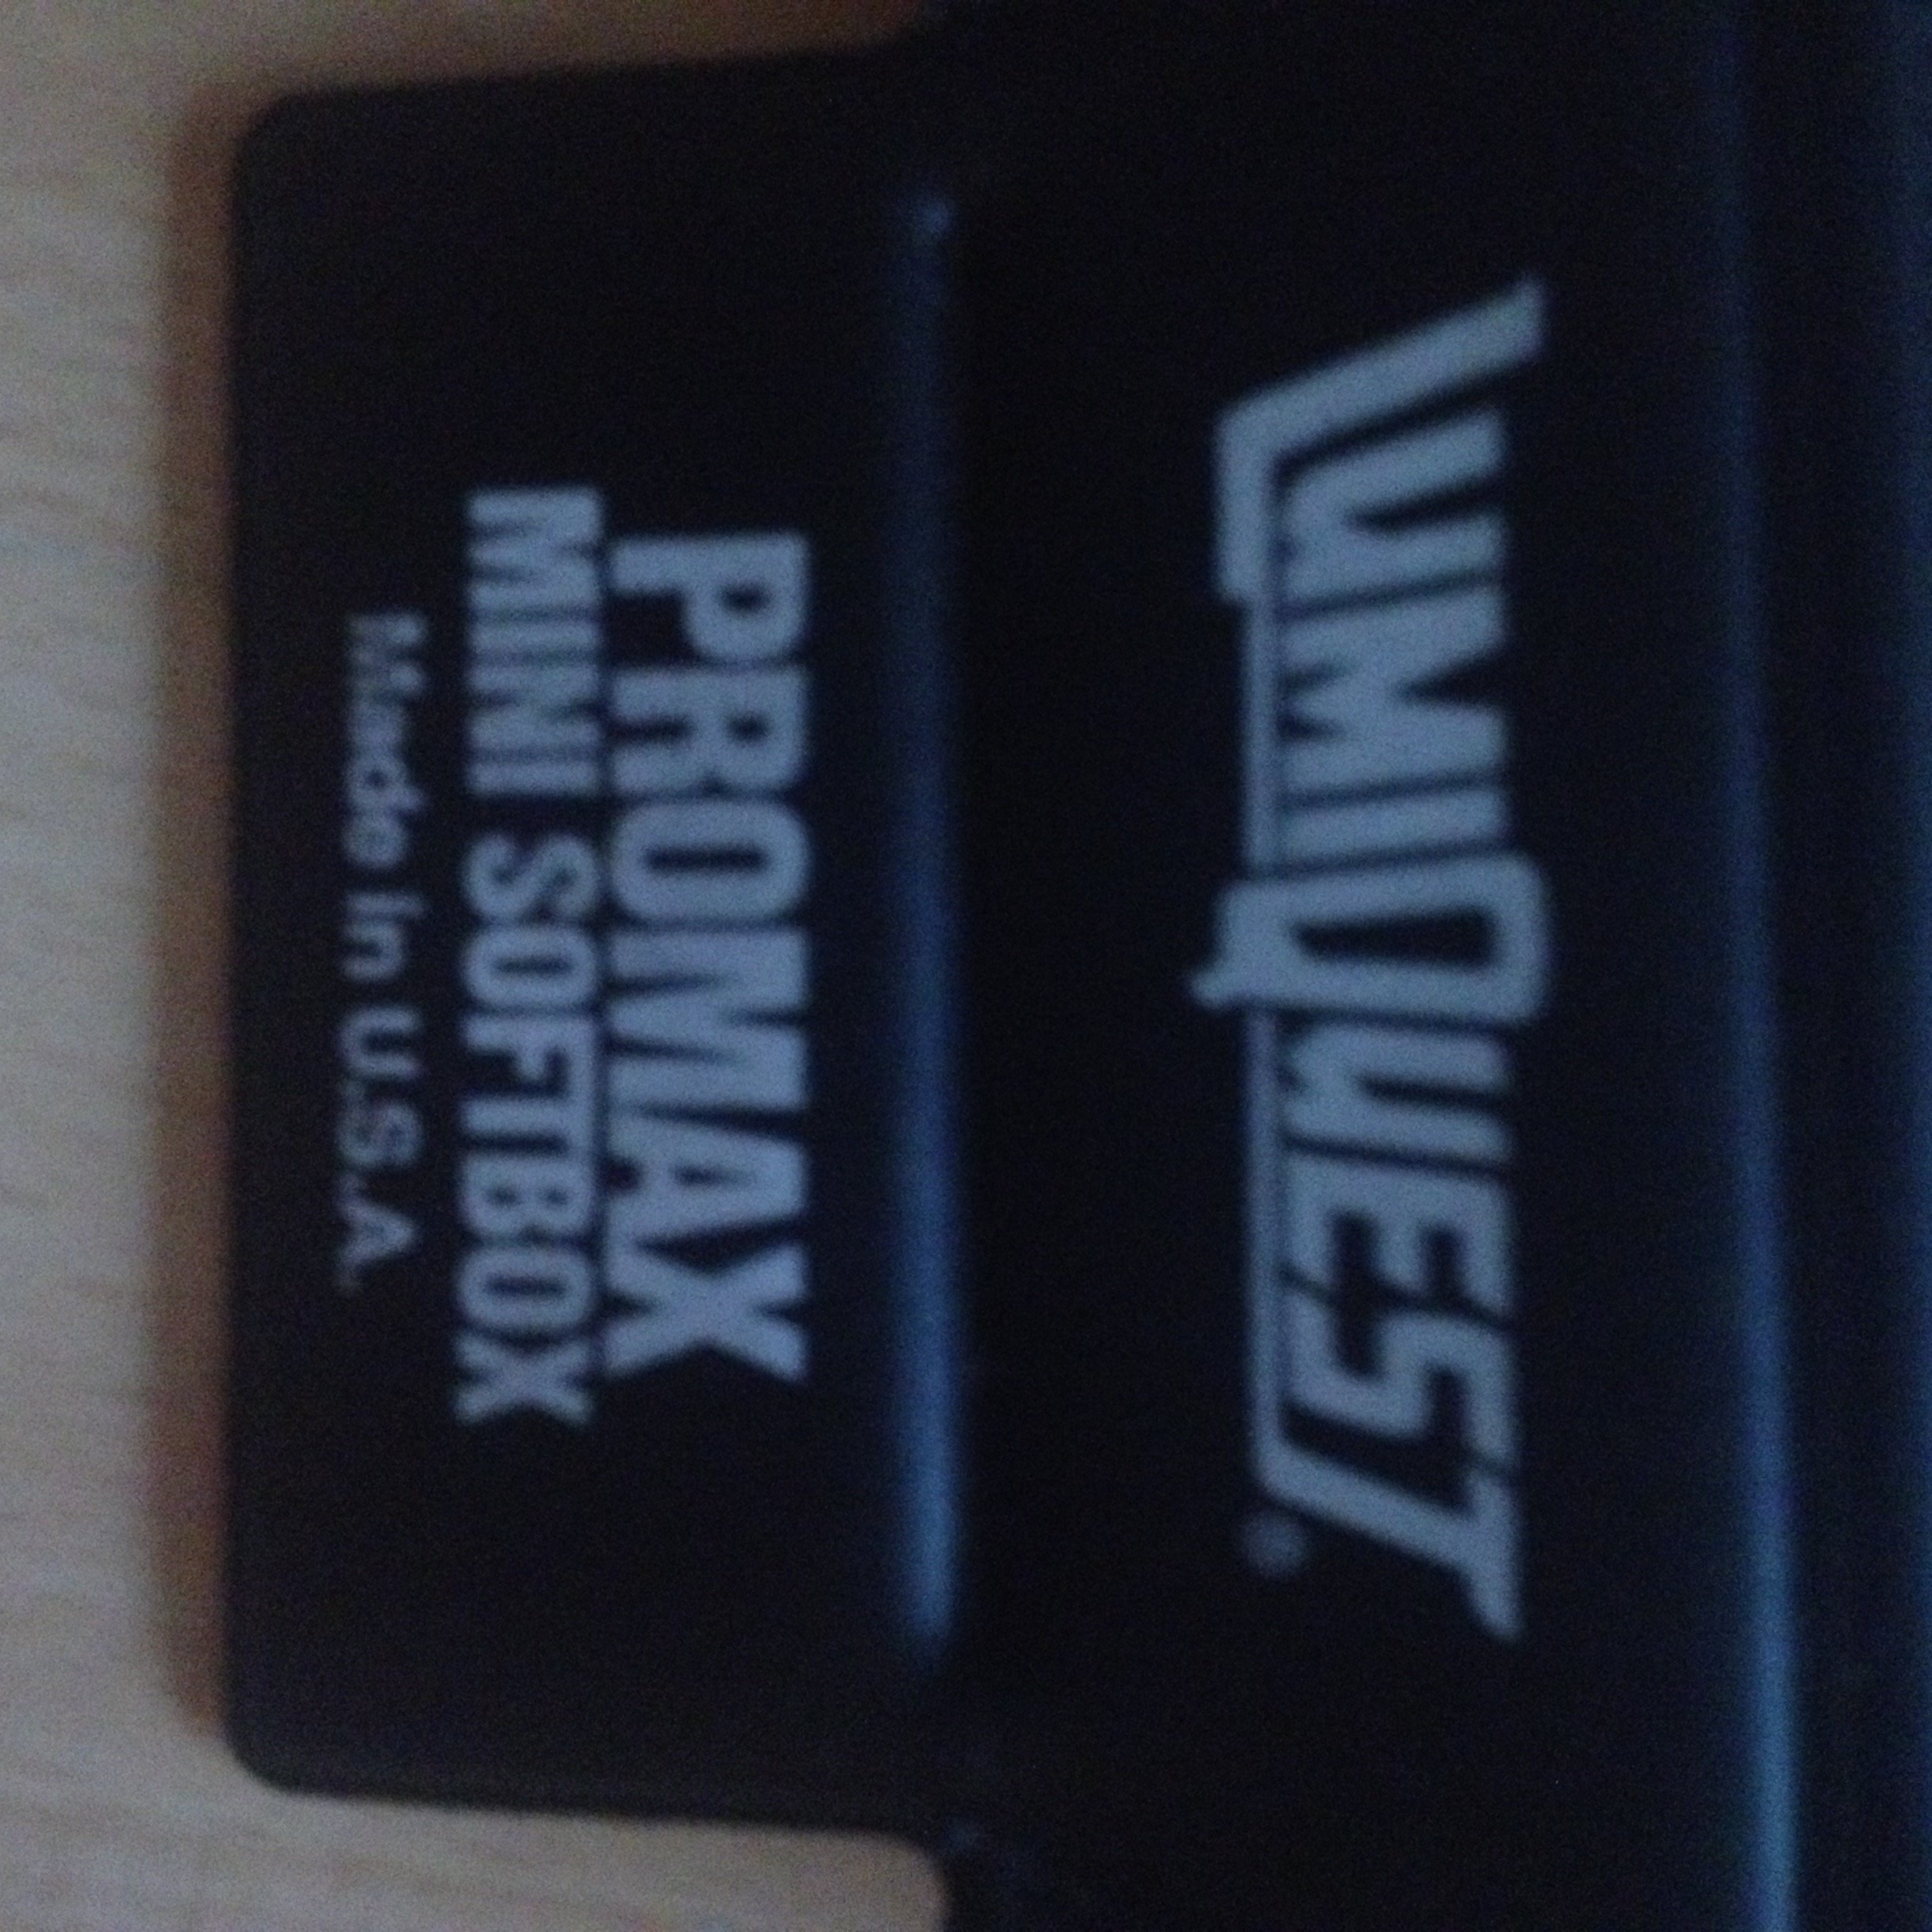 LUMIQUEST®
PROMAX
MINI SOFTBOX
Made In U.S.A.